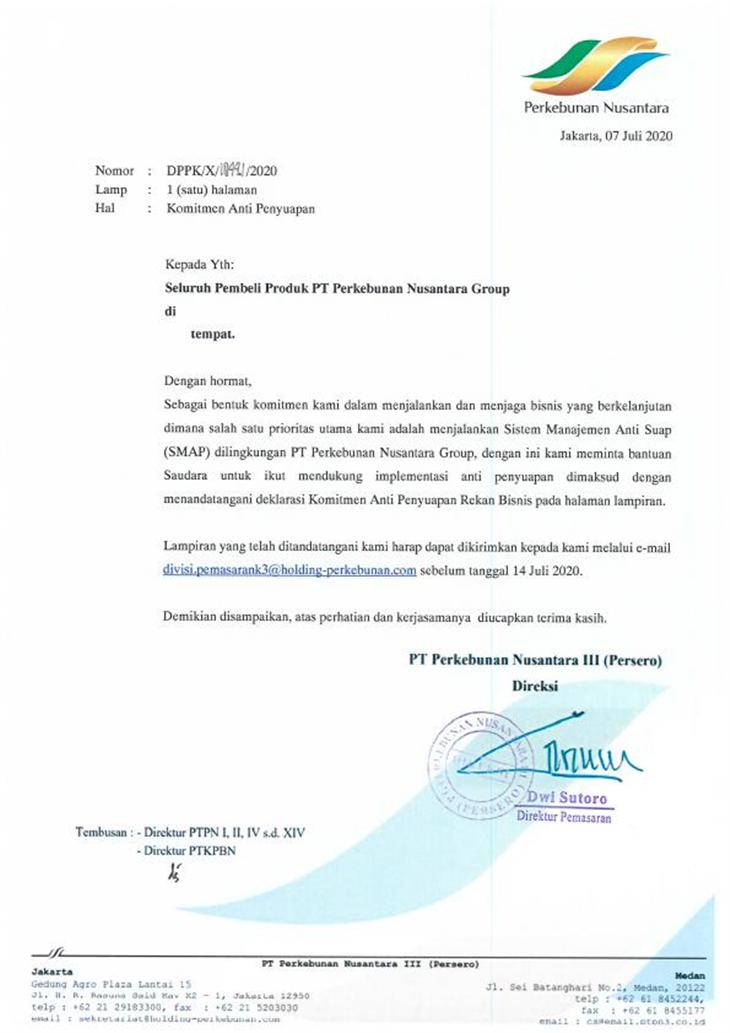 Perkebunan Nusantara
Jakarta, 07 Juli 2020
Nomor : DPPK/X/10991/2020
Lamp : 1 (satu) halaman
Hal : Komitmen Anti Penyuapan
Kepada Yth:
Seluruh Pembeli Produk PT Perkebunan Nusantara Group
di
tempat.
Dengan hormat,
Sebagai bentuk komitmen kami dalam menjalankan dan menjaga bisnis yang berkelanjutan
dimana salah satu prioritas utama kami adalah menjalankan Sistem Manajemen Anti Suap
(SMAP) dilingkungan PT Perkebunan Nusantara Group, dengan ini kami meminta bantuan
Saudara untuk ikut mendukung implementasi anti penyuapan dimaksud dengan
menandatangani deklarasi Komitmen Anti Penyuapan Rekan Bisnis pada halaman lampiran.
Lampiran yang telah ditandatangani kami harap dapat dikirimkan kepada kami melalui e-mail
divisi.pemasarank3@holding-perkebunan.com sebelum tanggal 14 Juli 2020.
Demikian disampaikan, atas perhatian dan kerjasamanya diucapkan terima kasih.
PT Perkebunan Nusantara III (Persero)
Direksi
Dwi Sutoro
Direktur Pemasaran
Tembusan : - Direktur PTPN I, II, IV s.d. XIV
- Direktur PTKPBN
PT Perkebunan Nusantara III (Persero)
Jakarta
Gedung Agro Plaza Lantai 15
Jl. H. R. Rasuna Said Kav X2 - 1, Jakarta 12950
telp : +62 21 29183300, fax : +62 21 5203030
email : sekretariat@holding-perkebunan.com
Medan
Jl. Sei Batanghari No.2, Medan, 20122
telp : +62 61 8452244,
fax : +62 61 8455177
email : cs@email.ptpn3.co.id